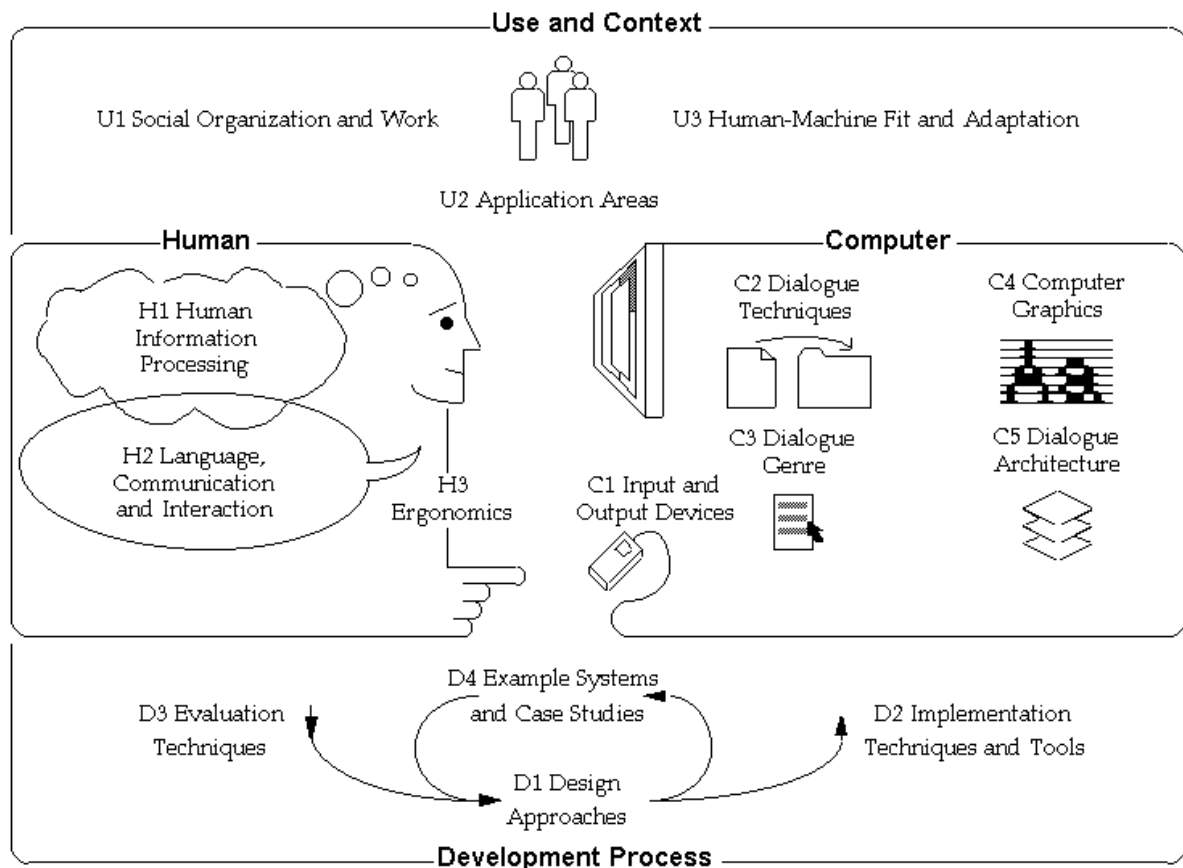 Use and Context
U1 Social Organization and Work
U3 Human-Machine Fit and Adaptation
U2 Application Areas
Human
H1 Human
Information
Processing
H2 Language,
Communication
and Interaction
H3
Ergonomics
Computer
C2 Dialogue
Techniques
C4 Computer
Graphics
C3 Dialogue
Genre
C5 Dialogue
Architecture
C1 Input and
Output Devices
D4 Example Systems
and Case Studies
D3 Evaluation
Techniques
D2 Implementation
Techniques and Tools
D1 Design
Approaches
Development Process